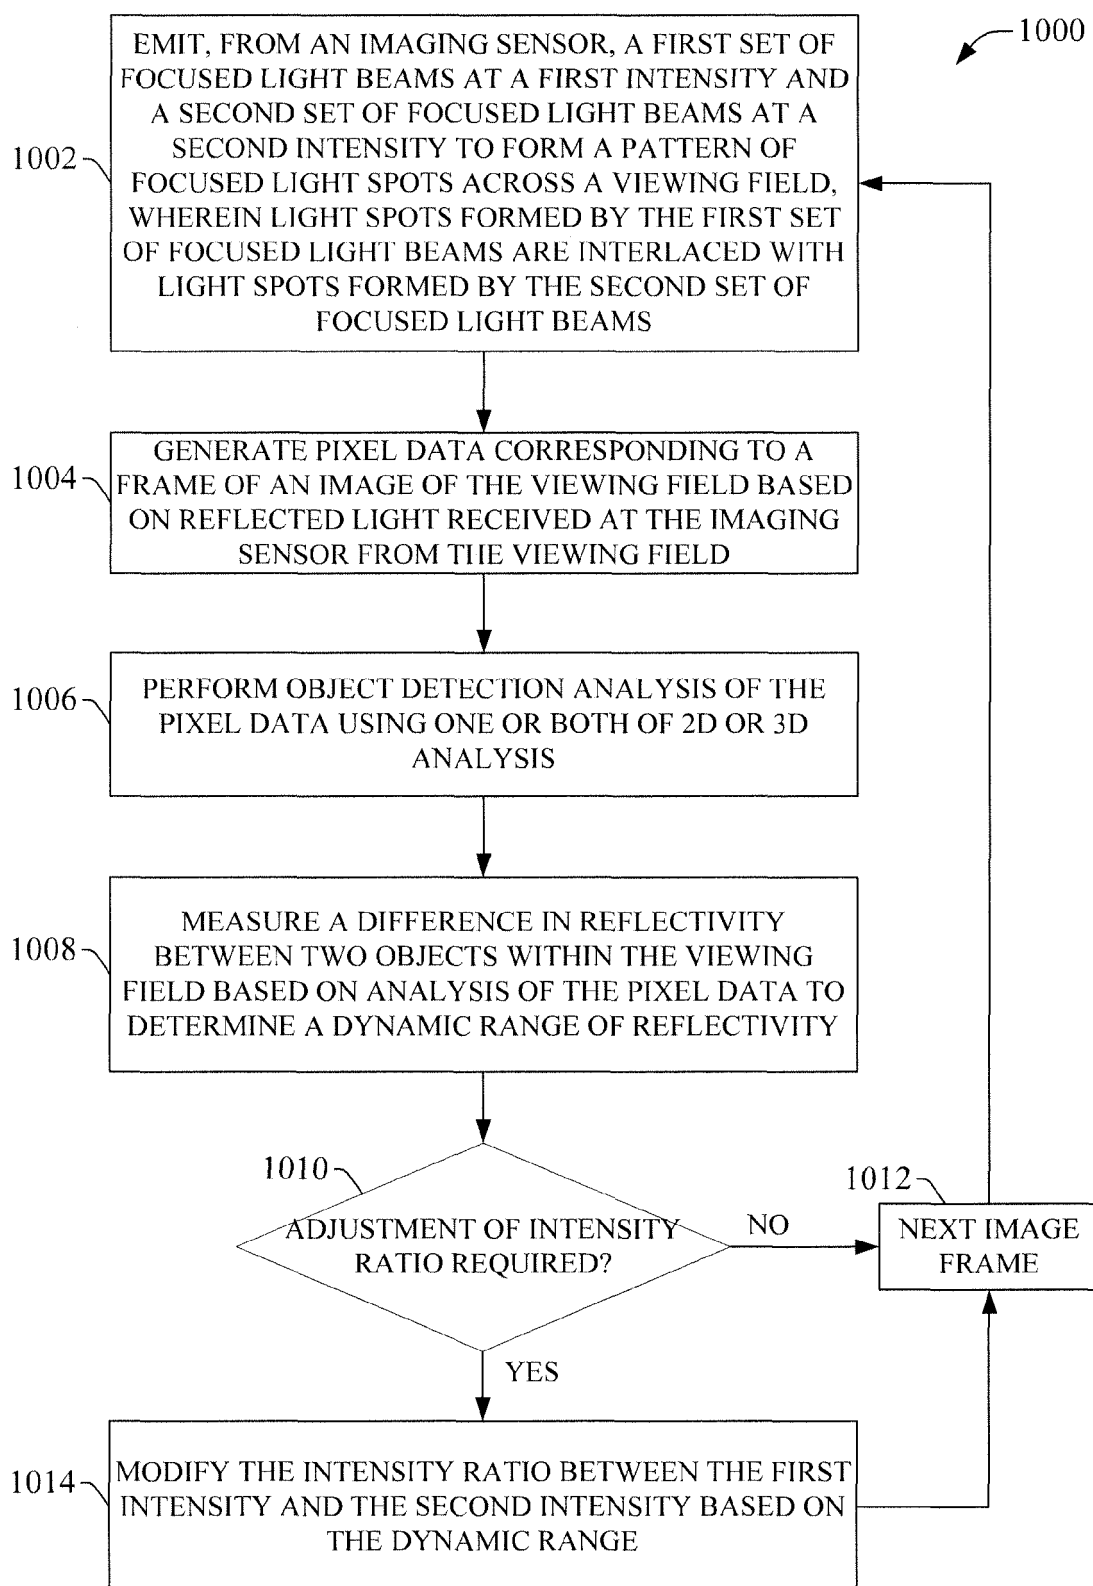 1000
EMIT, FROM AN IMAGING SENSOR, A FIRST SET OF
FOCUSED LIGHT BEAMS AT A FIRST INTENSITY AND
A SECOND SET OF FOCUSED LIGHT BEAMS AT A
SECOND INTENSITY TO FORM A PATTERN OF
FOCUSED LIGHT SPOTS ACROSS A VIEWING FIELD,
WHEREIN LIGHT SPOTS FORMED BY THE FIRST SET
OF FOCUSED LIGHT BEAMS ARE INTERLACED WITH
LIGHT SPOTS FORMED BY THE SECOND SET OF
FOCUSED LIGHT BEAMS
1002
GENERATE PIXEL DATA CORRESPONDING TO A
FRAME OF AN IMAGE OF THE VIEWING FIELD BASED
ON REFLECTED LIGHT RECEIVED AT THE IMAGING
SENSOR FROM THE VIEWING FIELD
1004
PERFORM OBJECT DETECTION ANALYSIS OF THE
PIXEL DATA USING ONE OR BOTH OF 2D OR 3D
ANALYSIS
1006
MEASURE A DIFFERENCE IN REFLECTIVITY
BETWEEN TWO OBJECTS WITHIN THE VIEWING
FIELD BASED ON ANALYSIS OF THE PIXEL DATA TO
DETERMINE A DYNAMIC RANGE OF REFLECTIVITY
1008
1010
ADJUSTMENT OF INTENSITY
RATIO REQUIRED?
NO
1012
NEXT IMAGE
FRAME
YES
1014
MODIFY THE INTENSITY RATIO BETWEEN THE FIRST
INTENSITY AND THE SECOND INTENSITY BASED ON
THE DYNAMIC RANGE